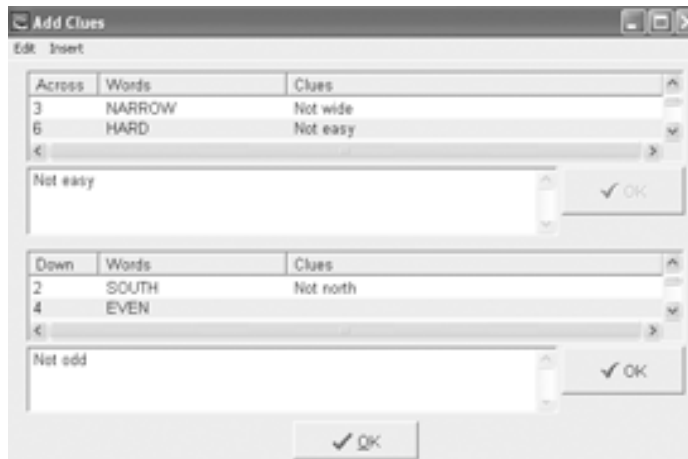 Add Clues
Edit Insert
Across Words Clues
3 NARROW Not wide
6 HARD Not easy
Not easy
OK
Down Words Clues
2 SOUTH Not north
4 EVEN
Not odd
OK
OK